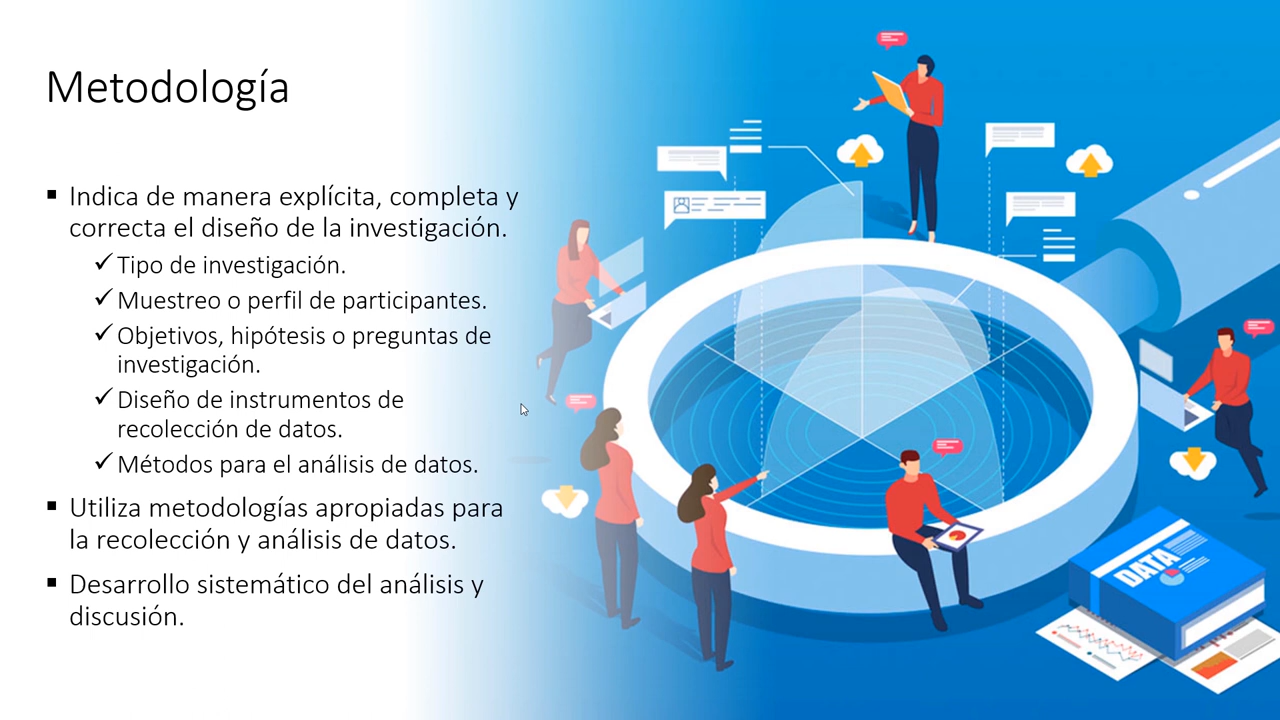 Metodología
▪ Indica de manera explícita, completa y
correcta el diseño de la investigación.
✓ Tipo de investigación.
✓ Muestreo o perfil de participantes.
✓ Objetivos, hipótesis o preguntas de
investigación.
✓ Diseño de instrumentos de
recolección de datos.
✓ Métodos para el análisis de datos.
▪ Utiliza metodologías apropiadas para
la recolección y análisis de datos.
▪ Desarrollo sistemático del análisis y
discusión.
DATA